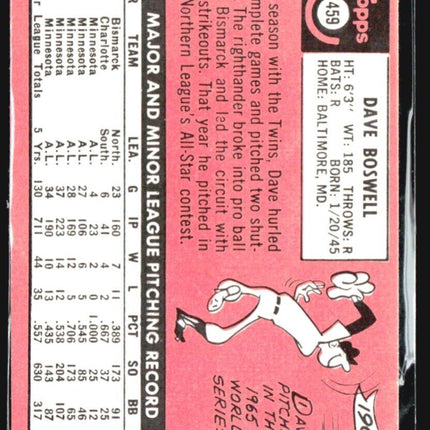 Topps
459
DAVE BOSWELL
HT: 6'3" WT: 185 THROWS: R
BATS: R BORN: 1/20/45
HOME: BALTIMORE, MD.
season with the Twins, Dave hurled
complete games and pitched two shut-
The righthander broke into pro ball
Bismarck and led the circuit with
strikeouts. That year he pitched in
Northern League's All-Star contest.
DAV
PITCH
IN TH
1965
WORL
SERIES
19
MAJOR AND MINOR LEAGUE PITCHING RECORD
R TEAM LEA. G IP W L PCT SO BB
Bismarck North. 23 160 7 11 .389 173 91
Charlotte South. 6 41 4 2 .667 37 25
Minnesota A.L. 4 23 2 0 1.000 25 12
Minnesota A.L. 27 106 6 5 .545 85 46
Minnesota A.L. 28 169 12 5 .706 173 65
Minnesota A.L. 37 223 14 12 .538 204 107
Minnesota A.L. 34 190 10 13 .435 143 87
r League Totals 5 Yrs. 130 711 44 35 .557 630 317